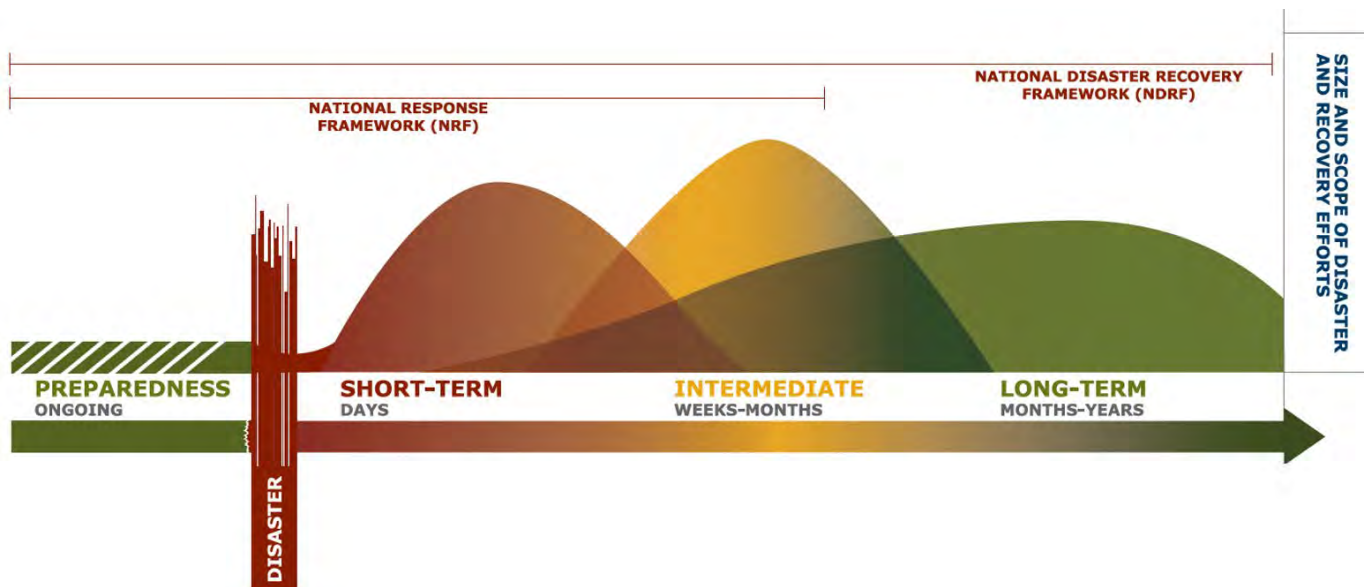 NATIONAL DISASTER RECOVERY
FRAMEWORK (NDRF)
NATIONAL RESPONSE
FRAMEWORK (NRF)
SIZE AND SCOPE OF DISASTER
AND RECOVERY EFFORTS
PREPAREDNESS
ONGOING
SHORT-TERM
DAYS
INTERMEDIATE
WEEKS-MONTHS
LONG-TERM
MONTHS-YEARS
DISASTER